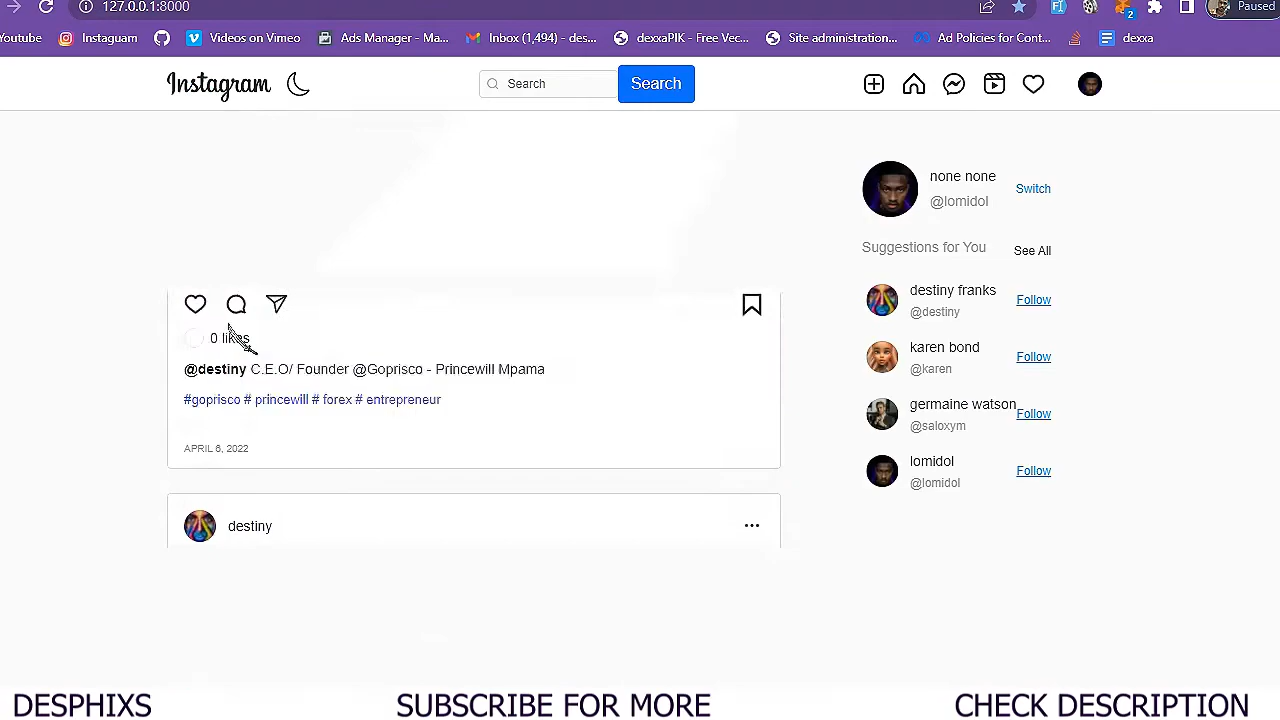 127.0.0.1:8000
Paused
2
Youtube
Instaguam
Videos on Vimeo
Ads Manager - Ma...
Inbox (1,494) - des...
dexxaPIK - Free Vec...
Site administration...
Ad Policies for Cont...
dexxa
Instagram
Search
Search
none none
@lomidol
Switch
Suggestions for You
See All
destiny franks
@destiny
Follow
karen bond
@karen
Follow
germaine watson
@saloxym
Follow
lomidol
@lomidol
Follow
0 likes
@destiny C.E.O/ Founder @Goprisco - Princewill Mpama
#goprisco # princewill # forex # entrepreneur
APRIL 6, 2022
destiny
DESPHIXS
SUBSCRIBE FOR MORE
CHECK DESCRIPTION